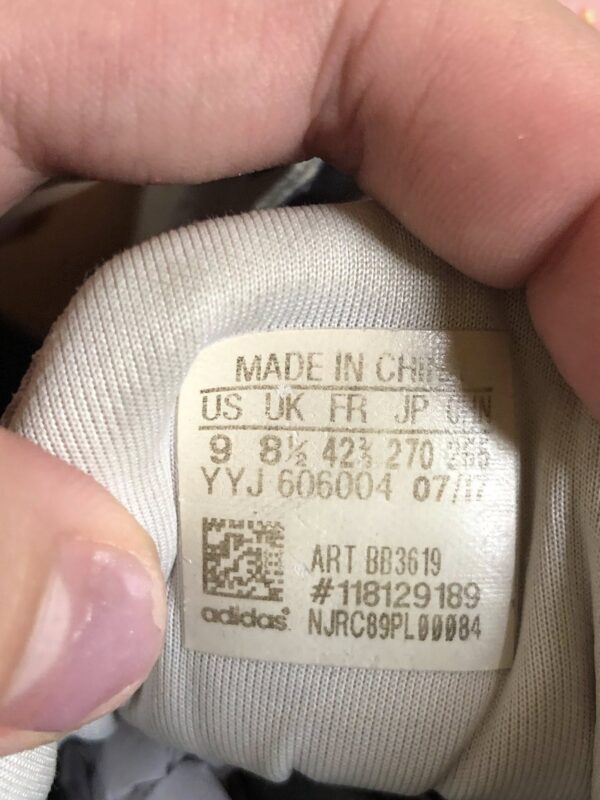 MADE IN CHINA
US UK FR JP CHN
9 8½ 42⅔ 270 265
YYJ 606004 07/17
ART BB3619
#118129189
adidas®
NJRC89PL00084